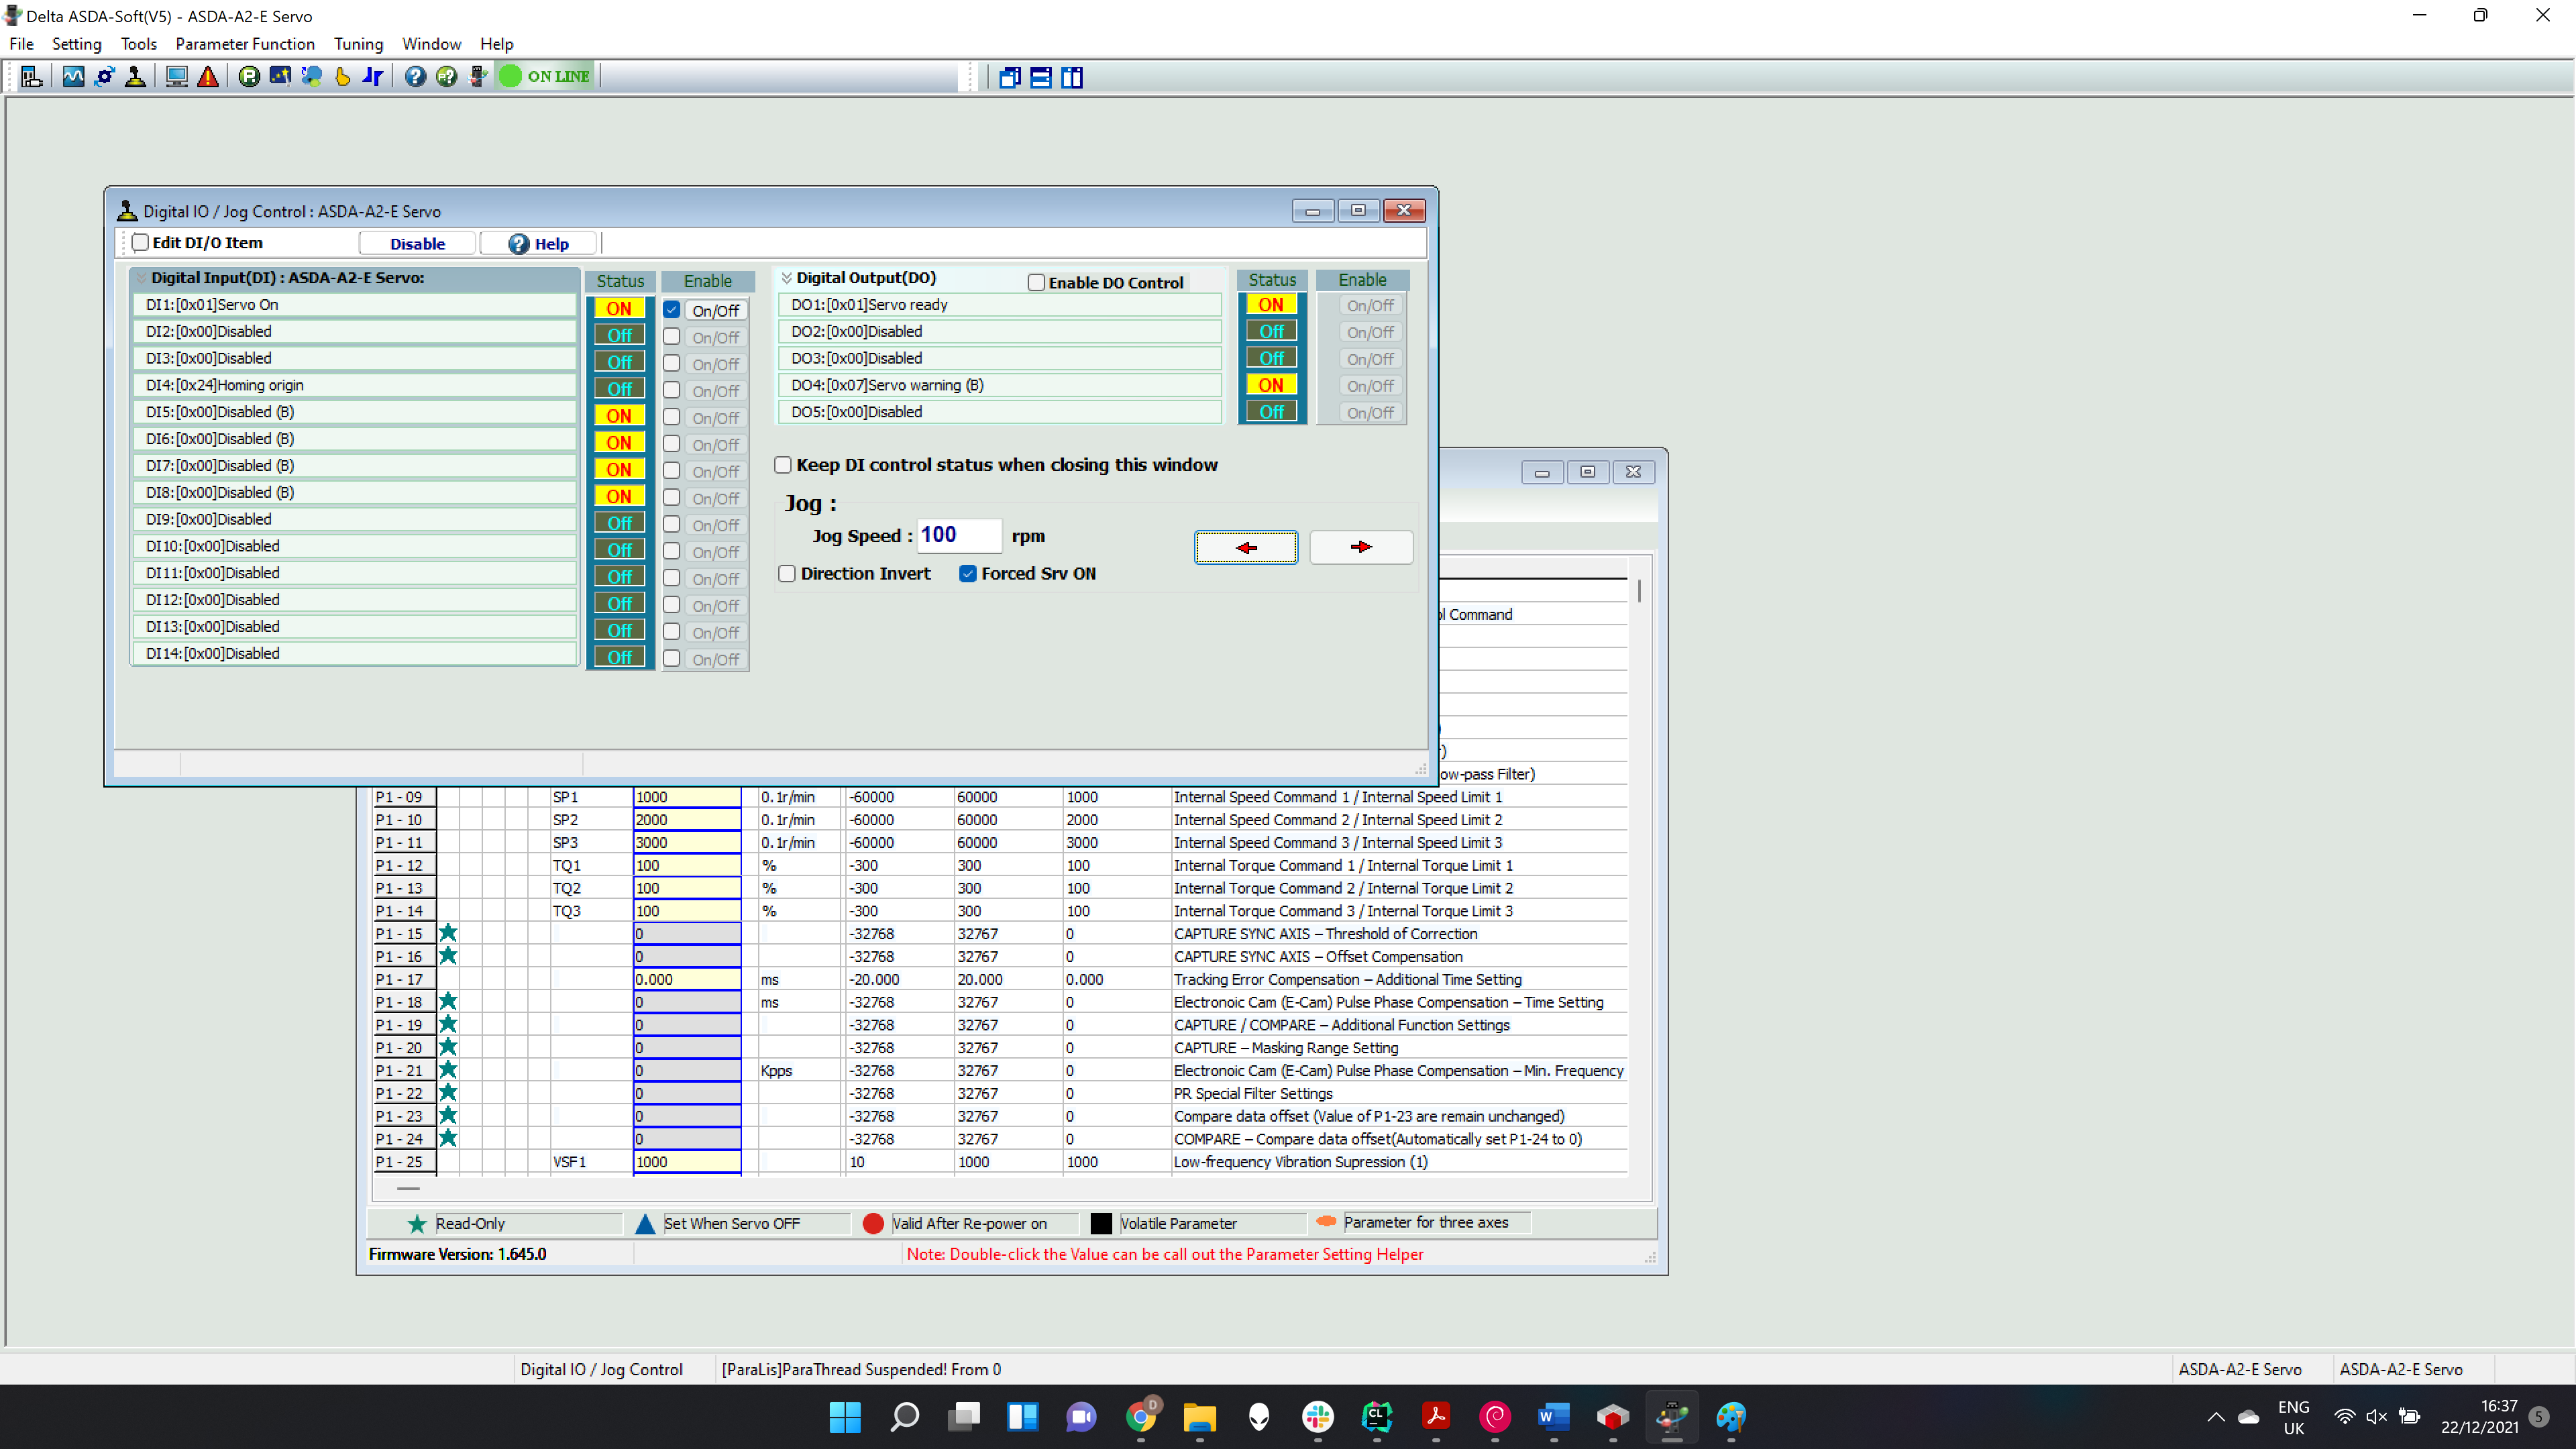 Delta ASDA-Soft(V5) - ASDA-A2-E Servo
File Setting Tools Parameter Function Tuning Window Help
ON LINE
Digital IO / Jog Control : ASDA-A2-E Servo
Edit DI/O Item Disable Help
Digital Input(DI) : ASDA-A2-E Servo: Status Enable
DI1:[0x01]Servo On ON On/Off
DI2:[0x00]Disabled Off On/Off
DI3:[0x00]Disabled Off On/Off
DI4:[0x24]Homing origin Off On/Off
DI5:[0x00]Disabled (B) ON On/Off
DI6:[0x00]Disabled (B) ON On/Off
DI7:[0x00]Disabled (B) ON On/Off
DI8:[0x00]Disabled (B) ON On/Off
DI9:[0x00]Disabled Off On/Off
DI10:[0x00]Disabled Off On/Off
DI11:[0x00]Disabled Off On/Off
DI12:[0x00]Disabled Off On/Off
DI13:[0x00]Disabled Off On/Off
DI14:[0x00]Disabled Off On/Off
Digital Output(DO) Enable DO Control Status Enable
DO1:[0x01]Servo ready ON On/Off
DO2:[0x00]Disabled Off On/Off
DO3:[0x00]Disabled Off On/Off
DO4:[0x07]Servo warning (B) ON On/Off
DO5:[0x00]Disabled Off On/Off
Keep DI control status when closing this window
Jog :
Jog Speed : 100 rpm
Direction Invert Forced Srv ON
ol Command
)
r)
ow-pass Filter)
P1 - 09 SP1 1000 0.1r/min -60000 60000 1000 Internal Speed Command 1 / Internal Speed Limit 1
P1 - 10 SP2 2000 0.1r/min -60000 60000 2000 Internal Speed Command 2 / Internal Speed Limit 2
P1 - 11 SP3 3000 0.1r/min -60000 60000 3000 Internal Speed Command 3 / Internal Speed Limit 3
P1 - 12 TQ1 100 % -300 300 100 Internal Torque Command 1 / Internal Torque Limit 1
P1 - 13 TQ2 100 % -300 300 100 Internal Torque Command 2 / Internal Torque Limit 2
P1 - 14 TQ3 100 % -300 300 100 Internal Torque Command 3 / Internal Torque Limit 3
P1 - 15 0 -32768 32767 0 CAPTURE SYNC AXIS – Threshold of Correction
P1 - 16 0 -32768 32767 0 CAPTURE SYNC AXIS – Offset Compensation
P1 - 17 0.000 ms -20.000 20.000 0.000 Tracking Error Compensation – Additional Time Setting
P1 - 18 0 ms -32768 32767 0 Electronoic Cam (E-Cam) Pulse Phase Compensation – Time Setting
P1 - 19 0 -32768 32767 0 CAPTURE / COMPARE – Additional Function Settings
P1 - 20 0 -32768 32767 0 CAPTURE – Masking Range Setting
P1 - 21 0 Kpps -32768 32767 0 Electronoic Cam (E-Cam) Pulse Phase Compensation – Min. Frequency
P1 - 22 0 -32768 32767 0 PR Special Filter Settings
P1 - 23 0 -32768 32767 0 Compare data offset (Value of P1-23 are remain unchanged)
P1 - 24 0 -32768 32767 0 COMPARE – Compare data offset(Automatically set P1-24 to 0)
P1 - 25 VSF1 1000 10 1000 1000 Low-frequency Vibration Supression (1)
Read-Only Set When Servo OFF Valid After Re-power on Volatile Parameter Parameter for three axes
Firmware Version: 1.645.0 Note: Double-click the Value can be call out the Parameter Setting Helper
Digital IO / Jog Control [ParaLis]ParaThread Suspended! From 0 ASDA-A2-E Servo ASDA-A2-E Servo
D CL W
ENG
UK
16:37
22/12/2021
5